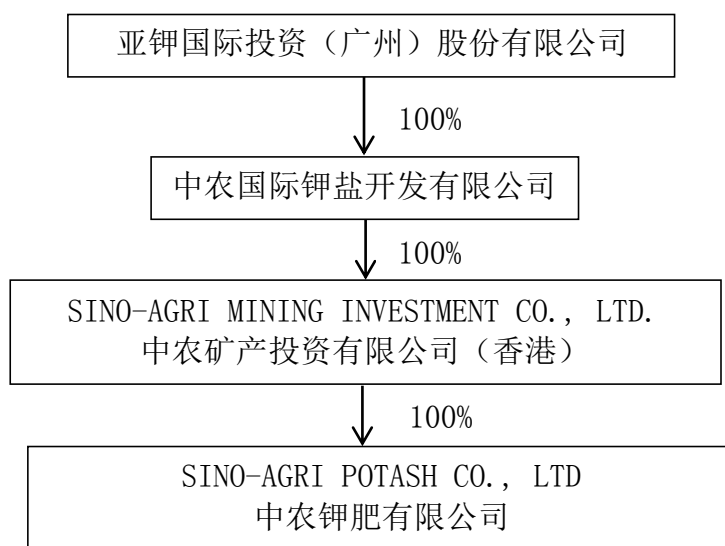 亚钾国际投资（广州）股份有限公司
100%
中农国际钾盐开发有限公司
100%
SINO-AGRI MINING INVESTMENT CO., LTD.
中农矿产投资有限公司（香港）
100%
SINO-AGRI POTASH CO., LTD
中农钾肥有限公司